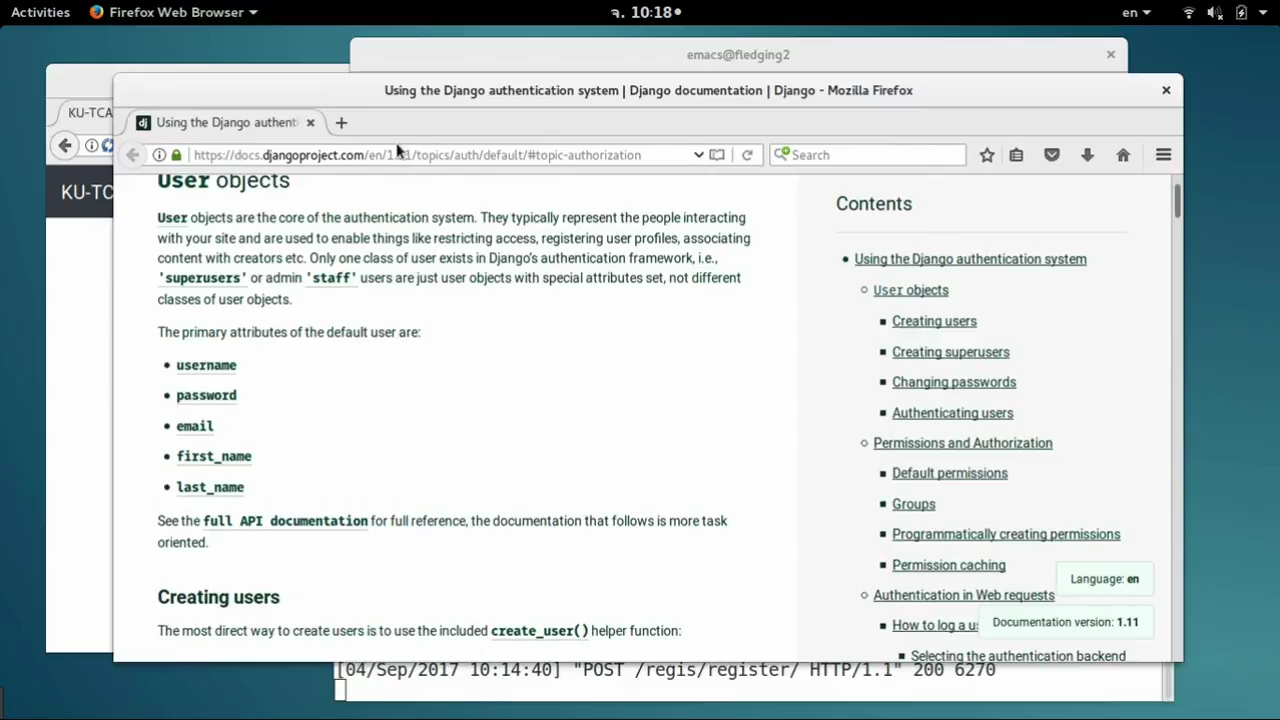 Activities
Firefox Web Browser
จ. 10:18
en
emacs@fledging2
Using the Django authentication system | Django documentation | Django - Mozilla Firefox
KU-TCA
Using the Django authenti
https://docs.djangoproject.com/en/1.11/topics/auth/default/#topic-authorization
Search
KU-TC
User objects
User objects are the core of the authentication system. They typically represent the people interacting
with your site and are used to enable things like restricting access, registering user profiles, associating
content with creators etc. Only one class of user exists in Django's authentication framework, i.e.,
'superusers' or admin 'staff' users are just user objects with special attributes set, not different
classes of user objects.
The primary attributes of the default user are:
• username
• password
• email
• first_name
• last_name
See the full API documentation for full reference, the documentation that follows is more task
oriented.
Creating users
The most direct way to create users is to use the included create_user() helper function:
Contents
Using the Django authentication system
User objects
Creating users
Creating superusers
Changing passwords
Authenticating users
Permissions and Authorization
Default permissions
Groups
Programmatically creating permissions
Permission caching
Authentication in Web requests
How to log a us
Selecting the authentication backend
Language: en
Documentation version: 1.11
[04/Sep/2017 10:14:40] "POST /regis/register/ HTTP/1.1" 200 6270